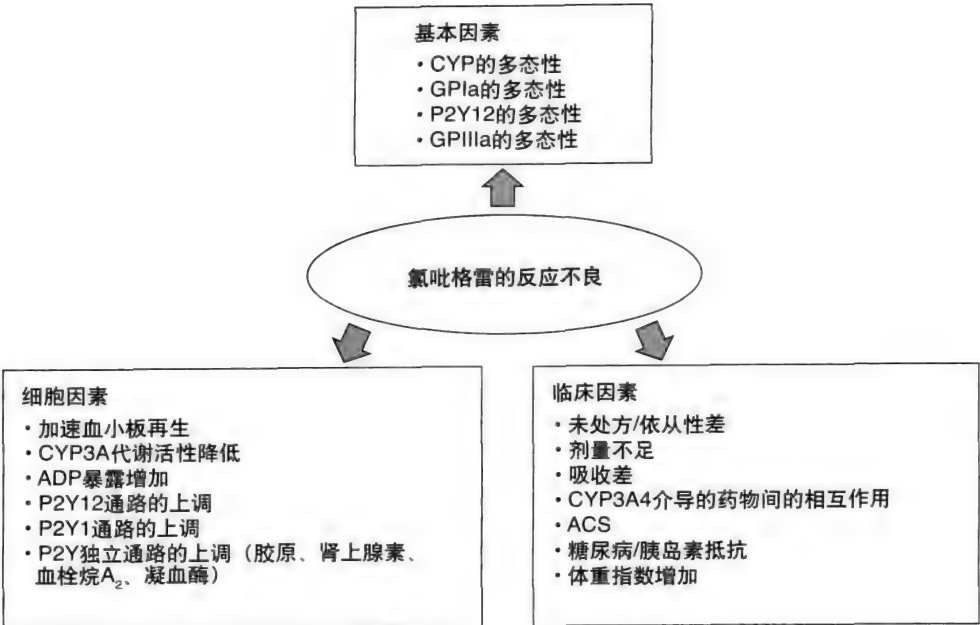 基本因素
・CYP的多态性
・GPIa的多态性
・P2Y12的多态性
・GPIIIa的多态性
氯吡格雷的反应不良
细胞因素
・加速血小板再生
・CYP3A代谢活性降低
・ADP暴露增加
・P2Y12通路的上调
・P2Y1通路的上调
・P2Y独立通路的上调（胶原、肾上腺素、
血栓烷A₂、凝血酶）
临床因素
・未处方/依从性差
・剂量不足
・吸收差
・CYP3A4介导的药物间的相互作用
・ACS
・糖尿病/胰岛素抵抗
・体重指数增加